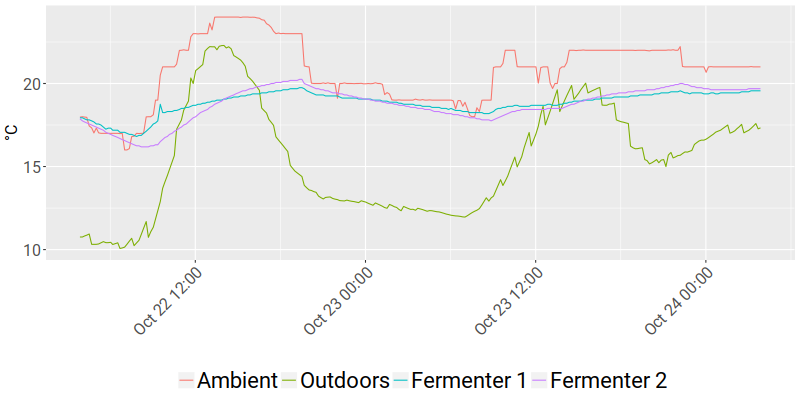 °C
20
15
10
Oct 22 12:00
Oct 23 00:00
Oct 23 12:00
Oct 24 00:00
Ambient Outdoors Fermenter 1 Fermenter 2